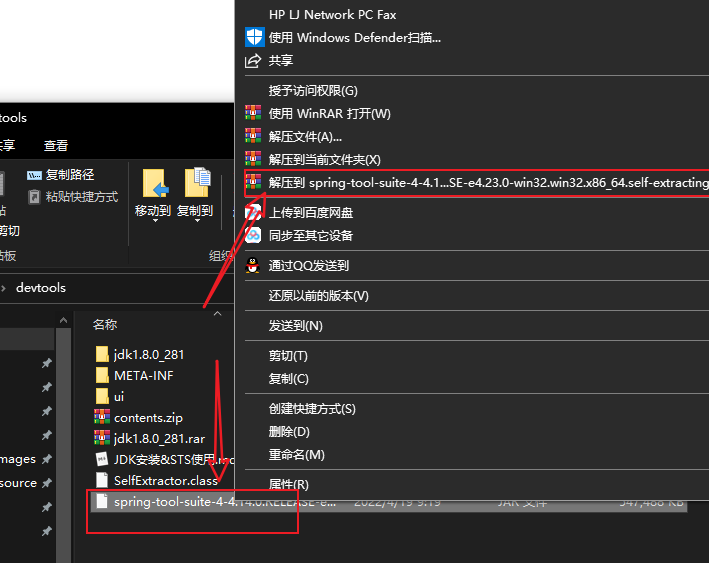 HP LJ Network PC Fax
使用 Windows Defender扫描...
共享
授予访问权限(G)
使用 WinRAR 打开(W)
解压文件(A)...
解压到当前文件夹(X)
解压到 spring-tool-suite-4-4.1...SE-e4.23.0-win32.win32.x86_64.self-extracting
上传到百度网盘
同步至其它设备
通过QQ发送到
还原以前的版本(V)
发送到(N)
剪切(T)
复制(C)
创建快捷方式(S)
删除(D)
重命名(M)
属性(R)
tools
享
查看
复制路径
粘贴快捷方式
贴
剪切
贴板
移动到
复制到
组织
devtools
名称
jdk1.8.0_281
META-INF
ui
contents.zip
jdk1.8.0_281.rar
JDK安装&STS使用.md
SelfExtractor.class
spring-tool-suite-4-4.14.0.RELEASE-e...
2022/4/19 9:19
JAR 文件
547,488 KB
mages
source